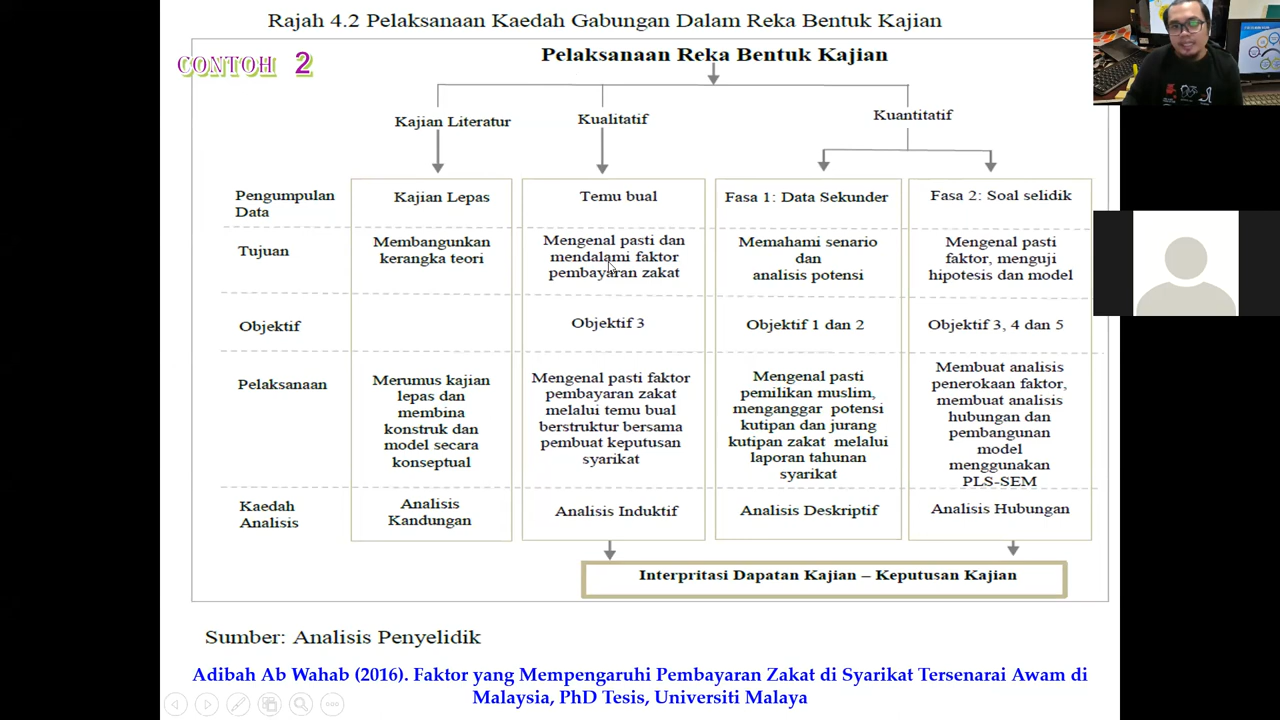 Rajah 4.2 Pelaksanaan Kaedah Gabungan Dalam Reka Bentuk Kajian
CONTOH 2
Pelaksanaan Reka Bentuk Kajian
Kajian Literatur
Kualitatif
Kuantitatif
Pengumpulan
Data
Kajian Lepas
Temu bual
Fasa 1: Data Sekunder
Fasa 2: Soal selidik
Tujuan
Membangunkan
kerangka teori
Mengenal pasti dan
mendalami faktor
pembayaran zakat
Memahami senario
dan
analisis potensi
Mengenal pasti
faktor, menguji
hipotesis dan model
Objektif
Objektif 3
Objektif 1 dan 2
Objektif 3, 4 dan 5
Pelaksanaan
Merumus kajian
lepas dan
membina
konstruk dan
model secara
konseptual
Mengenal pasti faktor
pembayaran zakat
melalui temu bual
berstruktur bersama
pembuat keputusan
syarikat
Mengenal pasti
pemilikan muslim,
menganggar potensi
kutipan dan jurang
kutipan zakat melalui
laporan tahunan
syarikat
Membuat analisis
penerokaan faktor,
membuat analisis
hubungan dan
pembangunan
model
menggunakan
PLS-SEM
Kaedah
Analisis
Analisis
Kandungan
Analisis Induktif
Analisis Deskriptif
Analisis Hubungan
Interpritasi Dapatan Kajian – Keputusan Kajian
Sumber: Analisis Penyelidik
Adibah Ab Wahab (2016). Faktor yang Mempengaruhi Pembayaran Zakat di Syarikat Tersenarai Awam di
Malaysia, PhD Tesis, Universiti Malaya